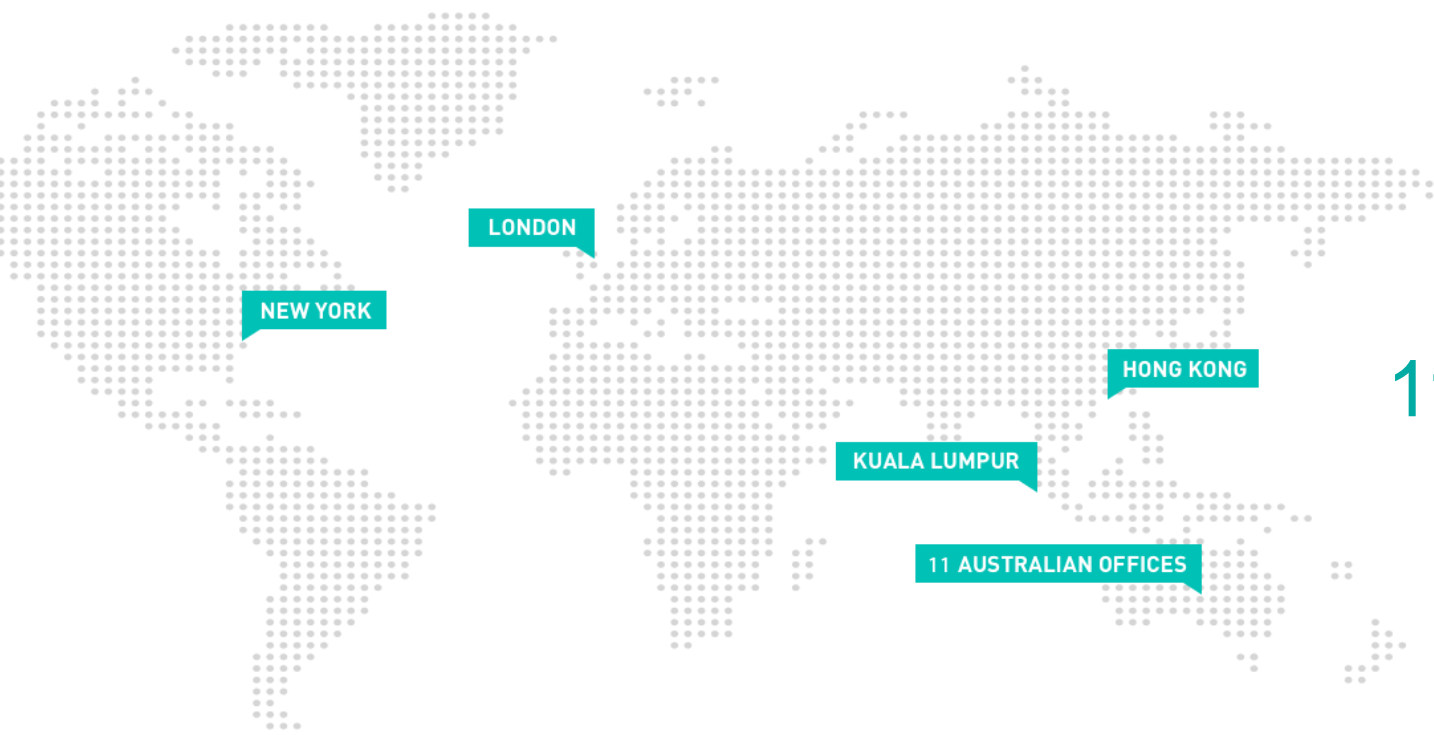 LONDON
NEW YORK
HONG KONG
KUALA LUMPUR
11 AUSTRALIAN OFFICES